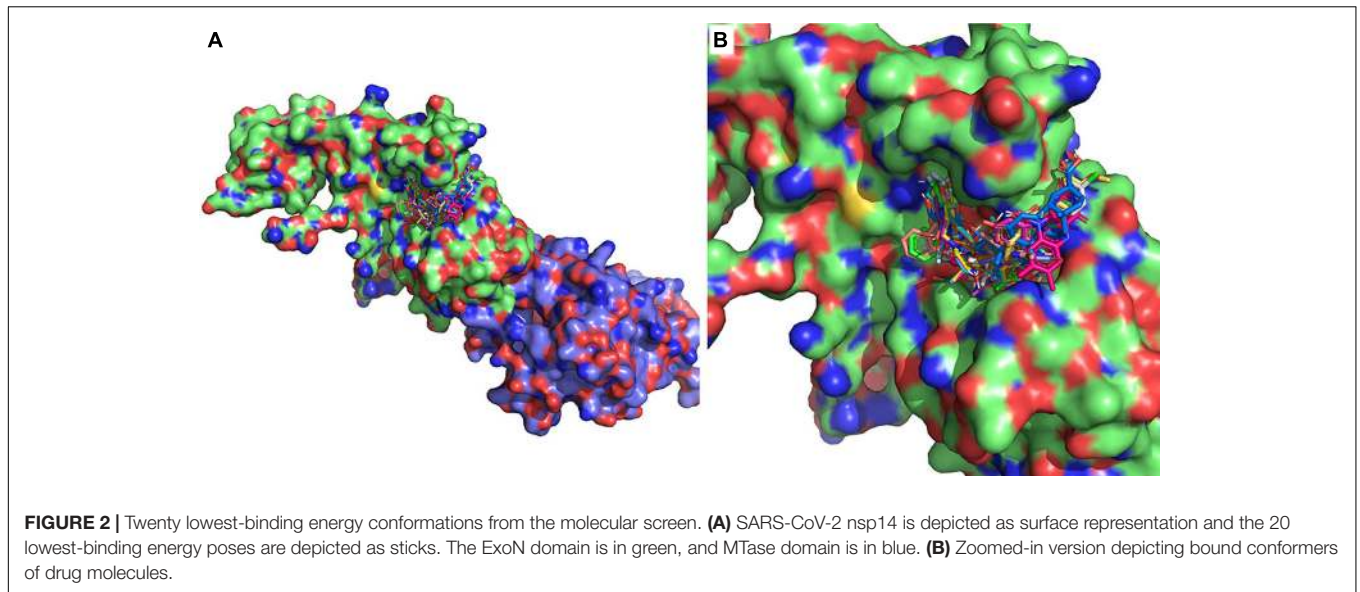 A
B
FIGURE 2 | Twenty lowest-binding energy conformations from the molecular screen. (A) SARS-CoV-2 nsp14 is depicted as surface representation and the 20
lowest-binding energy poses are depicted as sticks. The ExoN domain is in green, and MTase domain is in blue. (B) Zoomed-in version depicting bound conformers
of drug molecules.